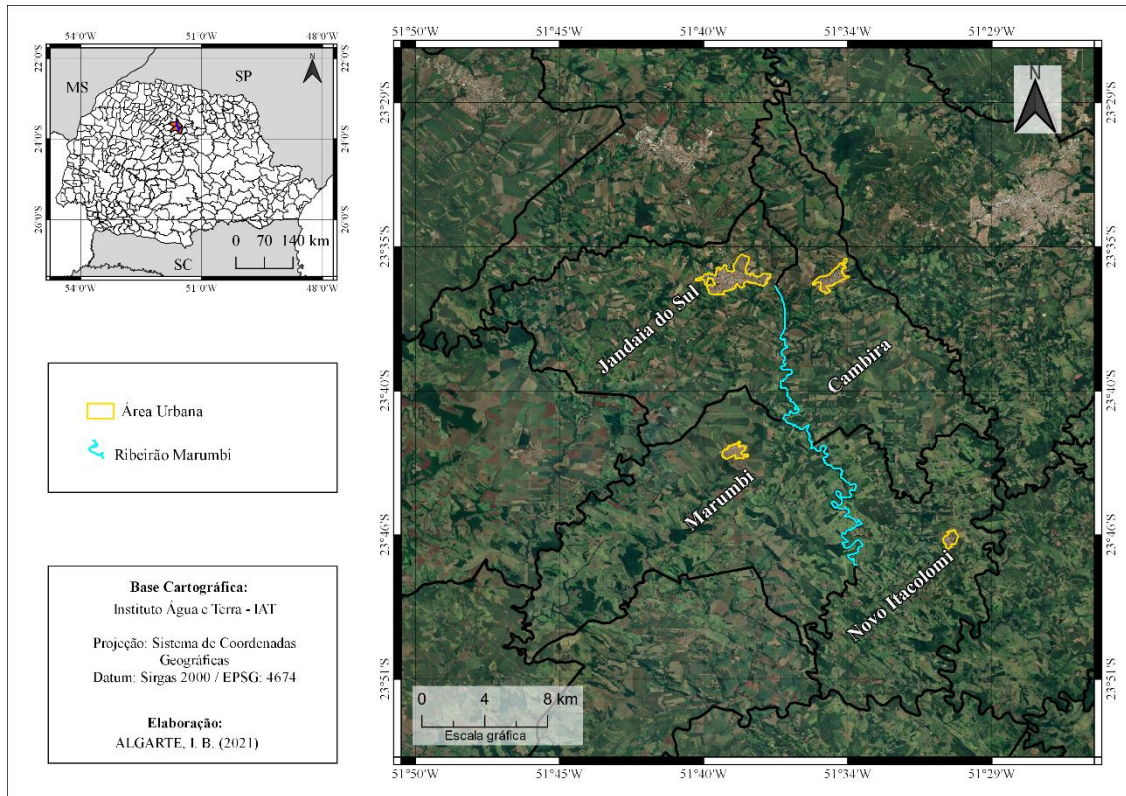 54°0'W 51°0'W 48°0'W
22°0'S 24°0'S 26°0'S
22°0'S 24°0'S 26°0'S
MS
SP
N
SC
0 70 140 km
54°0'W 51°0'W 48°0'W
Área Urbana
Ribeirão Marumbi
Base Cartográfica:
Instituto Água e Terra - IAT
Projeção: Sistema de Coordenadas
Geográficas
Datum: Sirgas 2000 / EPSG: 4674
Elaboração:
ALGARTE, I. B. (2021)
51°50'W 51°45'W 51°40'W 51°34'W 51°29'W
23°29'S 23°35'S 23°40'S 23°46'S 23°51'S
23°29'S 23°35'S 23°40'S 23°46'S 23°51'S
N
Jandaia do Sul
Cambira
Marumbi
Novo Itacolomi
0 4 8 km
Escala gráfica
51°50'W 51°45'W 51°40'W 51°34'W 51°29'W